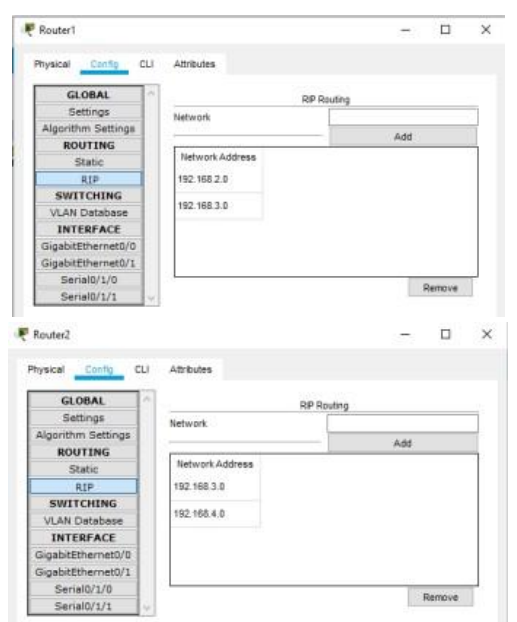 Router1
Physical Config CLI Attributes
GLOBAL
Settings
Algorithm Settings
ROUTING
Static
RIP
SWITCHING
VLAN Database
INTERFACE
GigabitEthernet0/0
GigabitEthernet0/1
Serial0/1/0
Serial0/1/1
RIP Routing
Network
Add
Network Address
192.168.2.0
192.168.3.0
Remove
Router2
Physical Config CLI Attributes
GLOBAL
Settings
Algorithm Settings
ROUTING
Static
RIP
SWITCHING
VLAN Database
INTERFACE
GigabitEthernet0/0
GigabitEthernet0/1
Serial0/1/0
Serial0/1/1
RIP Routing
Network
Add
Network Address
192.168.3.0
192.168.4.0
Remove